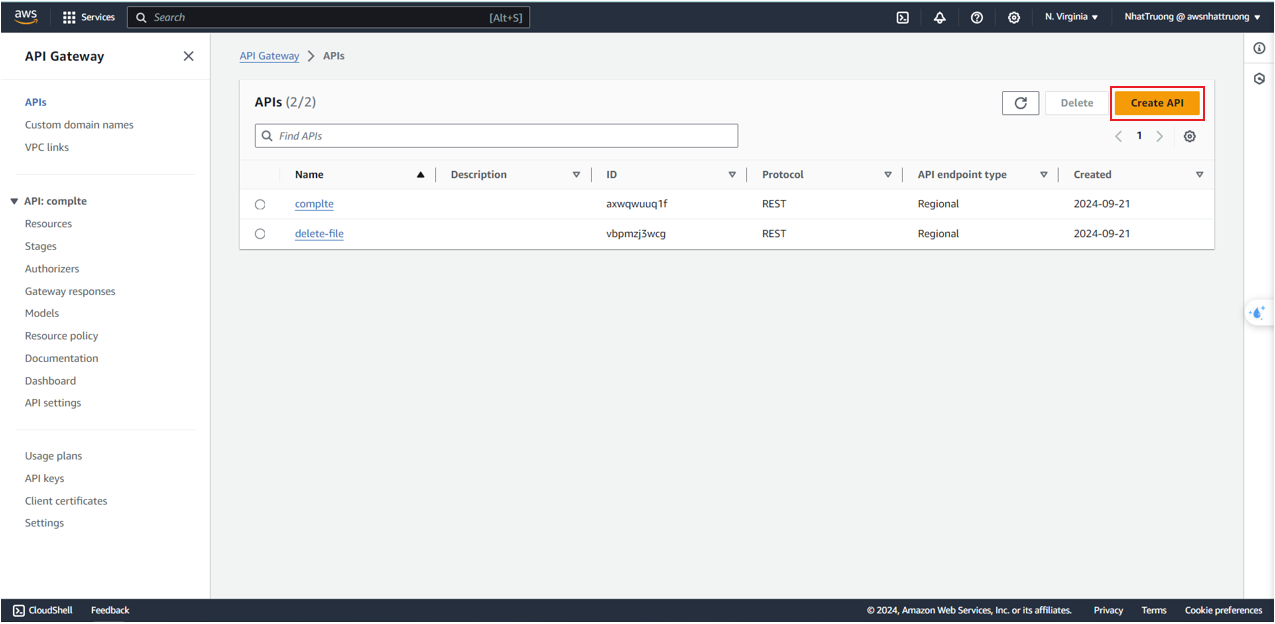 aws Services Search [Alt+S] N. Virginia NhatTruong @ awsnhattruong
API Gateway
APIs
Custom domain names
VPC links
API: complte
Resources
Stages
Authorizers
Gateway responses
Models
Resource policy
Documentation
Dashboard
API settings
Usage plans
API keys
Client certificates
Settings
API Gateway > APIs
APIs (2/2) Delete Create API
Find APIs 1
Name Description ID Protocol API endpoint type Created
complte axwqwuuq1f REST Regional 2024-09-21
delete-file vbpmzj3wcg REST Regional 2024-09-21
CloudShell Feedback © 2024, Amazon Web Services, Inc. or its affiliates. Privacy Terms Cookie preferences